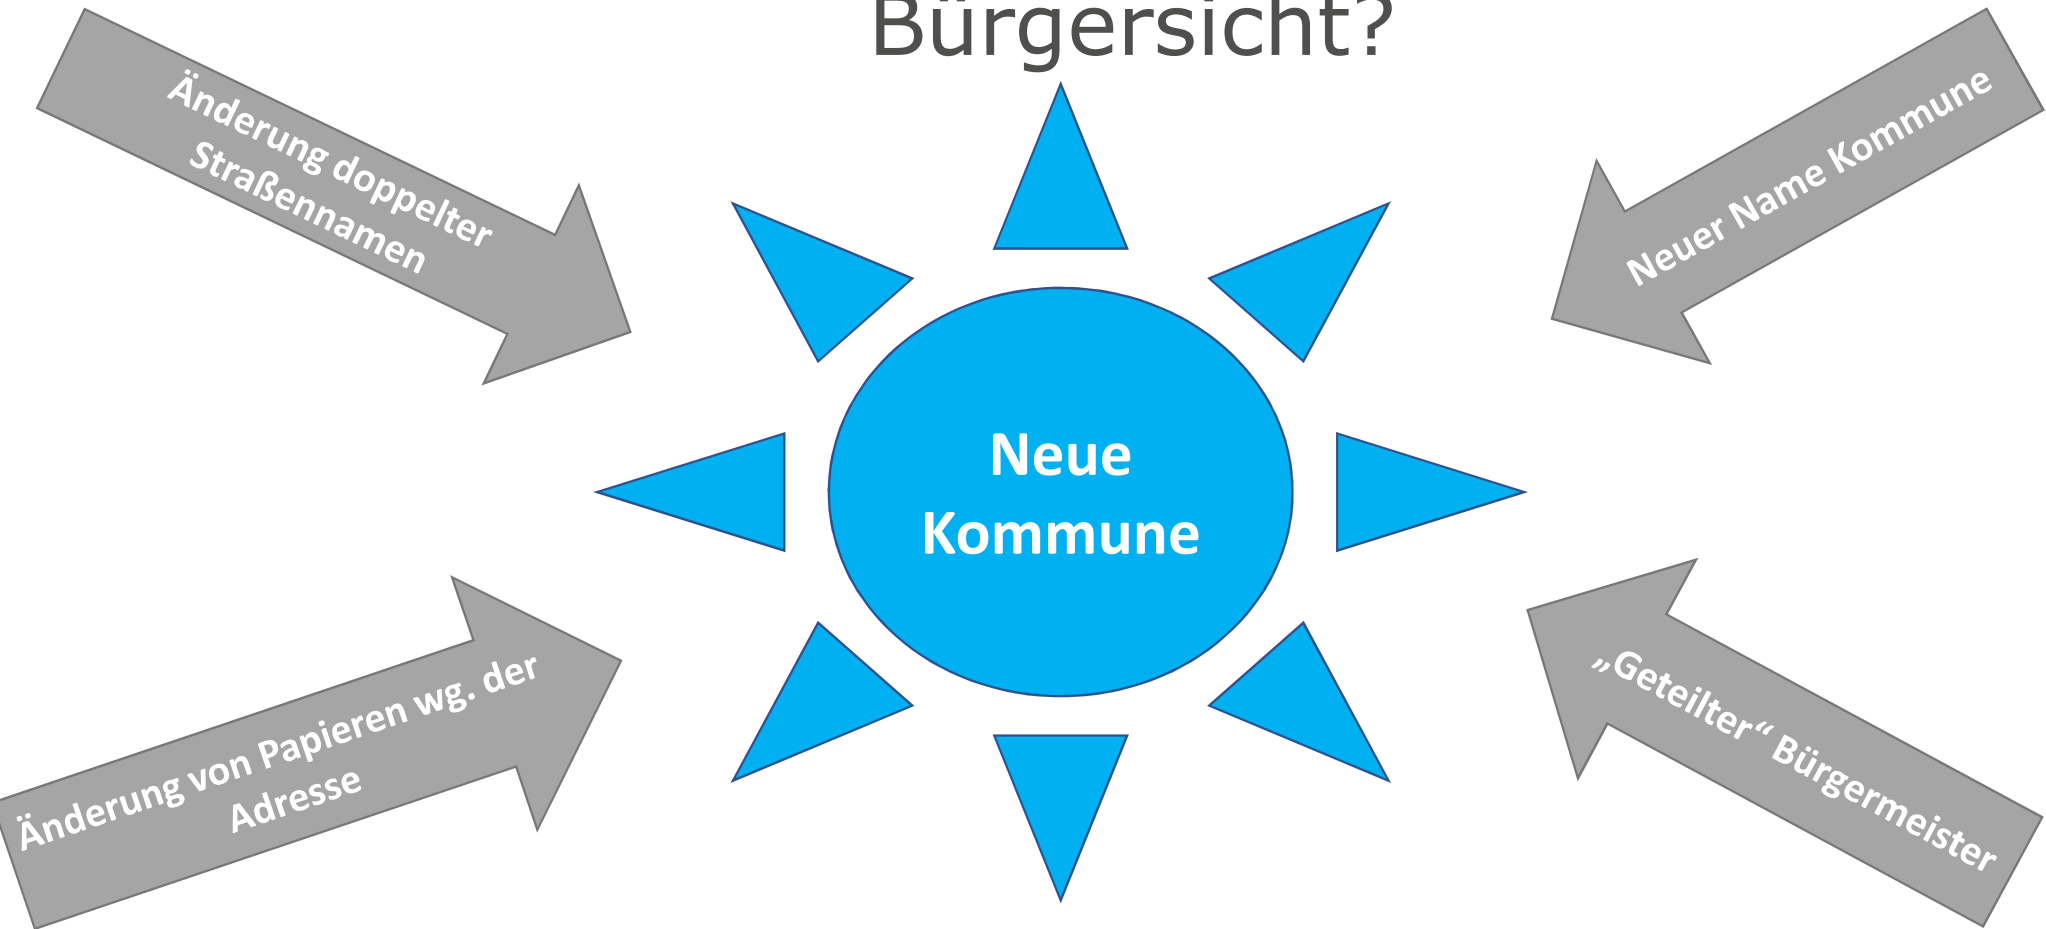 Bürgersicht?
Änderung doppelter
Straßennamen
Neuer Name Kommune
Neue
Kommune
Änderung von Papieren wg. der
Adresse
„Geteilter“ Bürgermeister